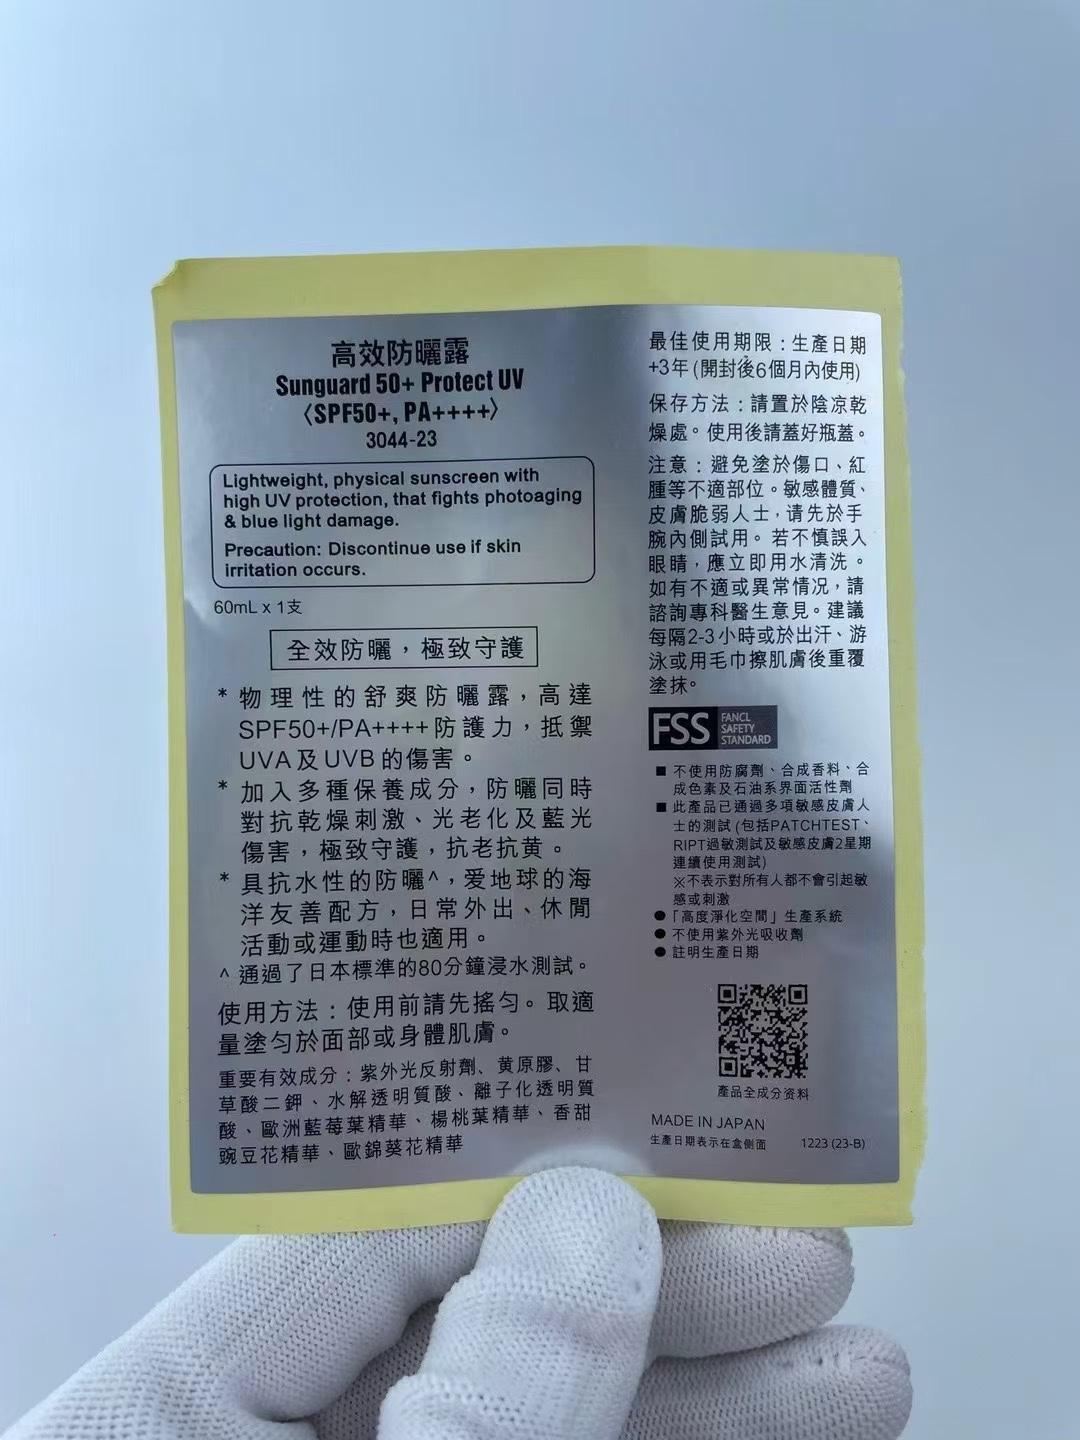 高效防曬露
Sunguard 50+ Protect UV
〈SPF50+, PA++++〉
3044-23
Lightweight, physical sunscreen with
high UV protection, that fights photoaging
& blue light damage.
Precaution: Discontinue use if skin
irritation occurs.
60mL x 1支
全效防曬，極致守護
* 物理性的舒爽防曬露，高達
SPF50+/PA++++防護力，抵禦
UVA及UVB的傷害。
* 加入多種保養成分，防曬同時
對抗乾燥刺激、光老化及藍光
傷害，極致守護，抗老抗黃。
* 具抗水性的防曬^，爱地球的海
洋友善配方，日常外出、休閒
活動或運動時也適用。
^ 通過了日本標準的80分鐘浸水測試。
使用方法：使用前請先搖勻。取適
量塗勻於面部或身體肌膚。
重要有效成分：紫外光反射劑、黄原膠、甘
草酸二鉀、水解透明質酸、離子化透明質
酸、歐洲藍莓葉精華、楊桃葉精華、香甜
豌豆花精華、歐錦葵花精華
最佳使用期限：生產日期
+3年(開封後6個月內使用)
保存方法：請置於陰凉乾
燥處。使用後請蓋好瓶蓋。
注意：避免塗於傷口、紅
腫等不適部位。敏感體質、
皮膚脆弱人士，请先於手
腕內側試用。若不慎誤入
眼睛，應立即用水清洗。
如有不適或異常情況，請
諮詢專科醫生意見。建議
每隔2-3小時或於出汗、游
泳或用毛巾擦肌膚後重覆
塗抹。
FSS FANCL
SAFETY
STANDARD
■ 不使用防腐劑、合成香料、合
成色素及石油系界面活性劑
■ 此產品已通過多項敏感皮膚人
士的測試(包括PATCHTEST、
RIPT過敏測試及敏感皮膚2星期
連續使用測試)
※不表示對所有人都不會引起敏
感或刺激
● 「高度淨化空間」生產系統
● 不使用紫外光吸收劑
● 註明生產日期
產品全成分资料
MADE IN JAPAN
生產日期表示在盒側面 1223 (23-B)